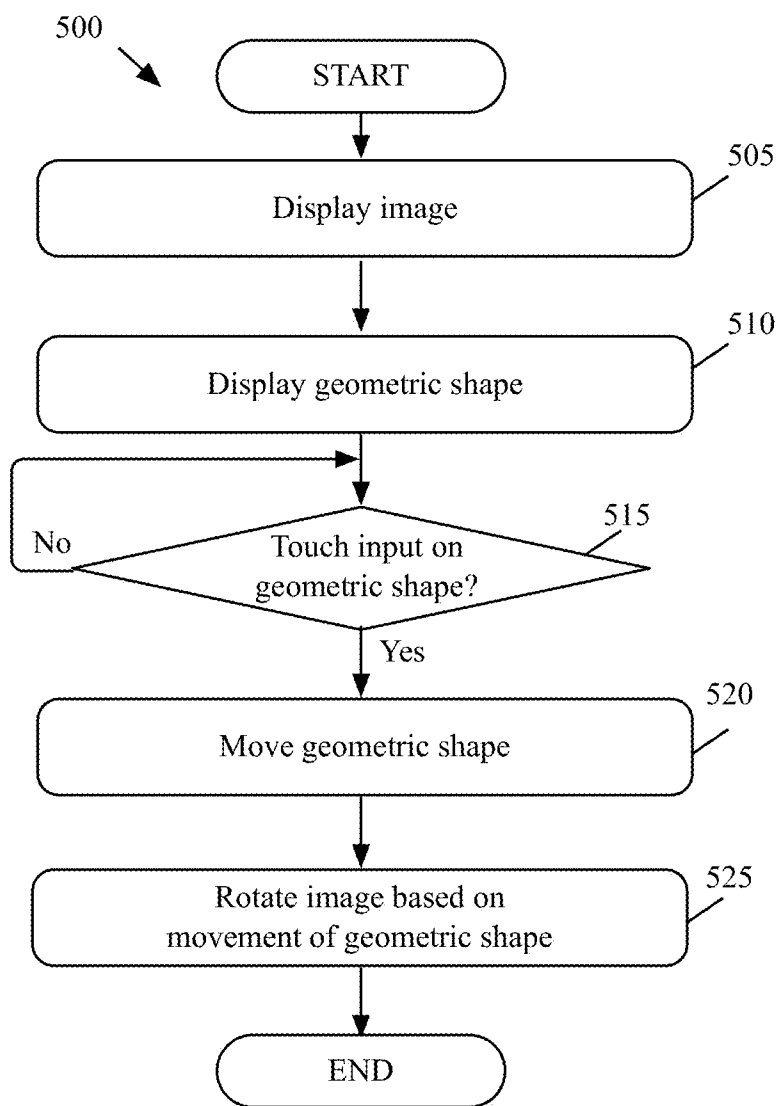 500
START
505
Display image
510
Display geometric shape
515
Touch input on
geometric shape?
No
Yes
520
Move geometric shape
525
Rotate image based on
movement of geometric shape
END